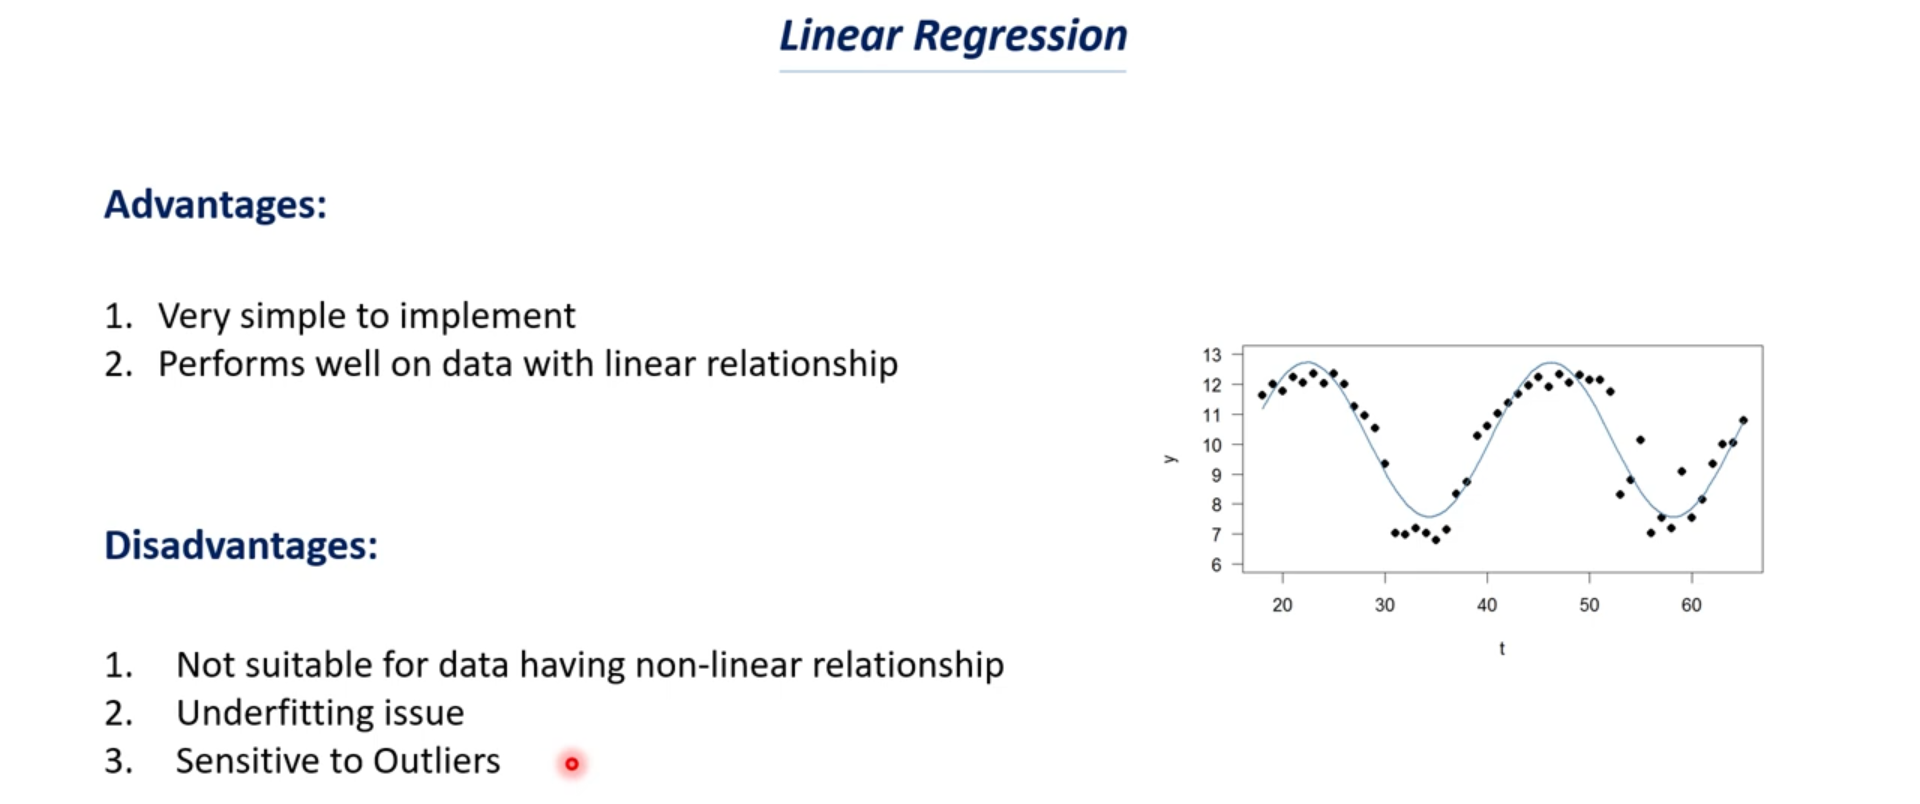 Linear Regression
Advantages:
1. Very simple to implement
2. Performs well on data with linear relationship
Disadvantages:
1. Not suitable for data having non-linear relationship
2. Underfitting issue
3. Sensitive to Outliers
13
12
11
10
9
8
7
6
y
20 30 40 50 60
t